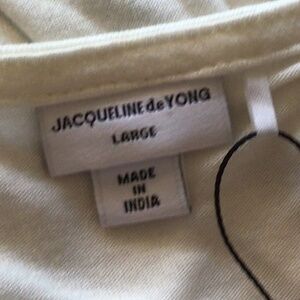 JACQUELINE de YONG
LARGE
MADE
IN
INDIA